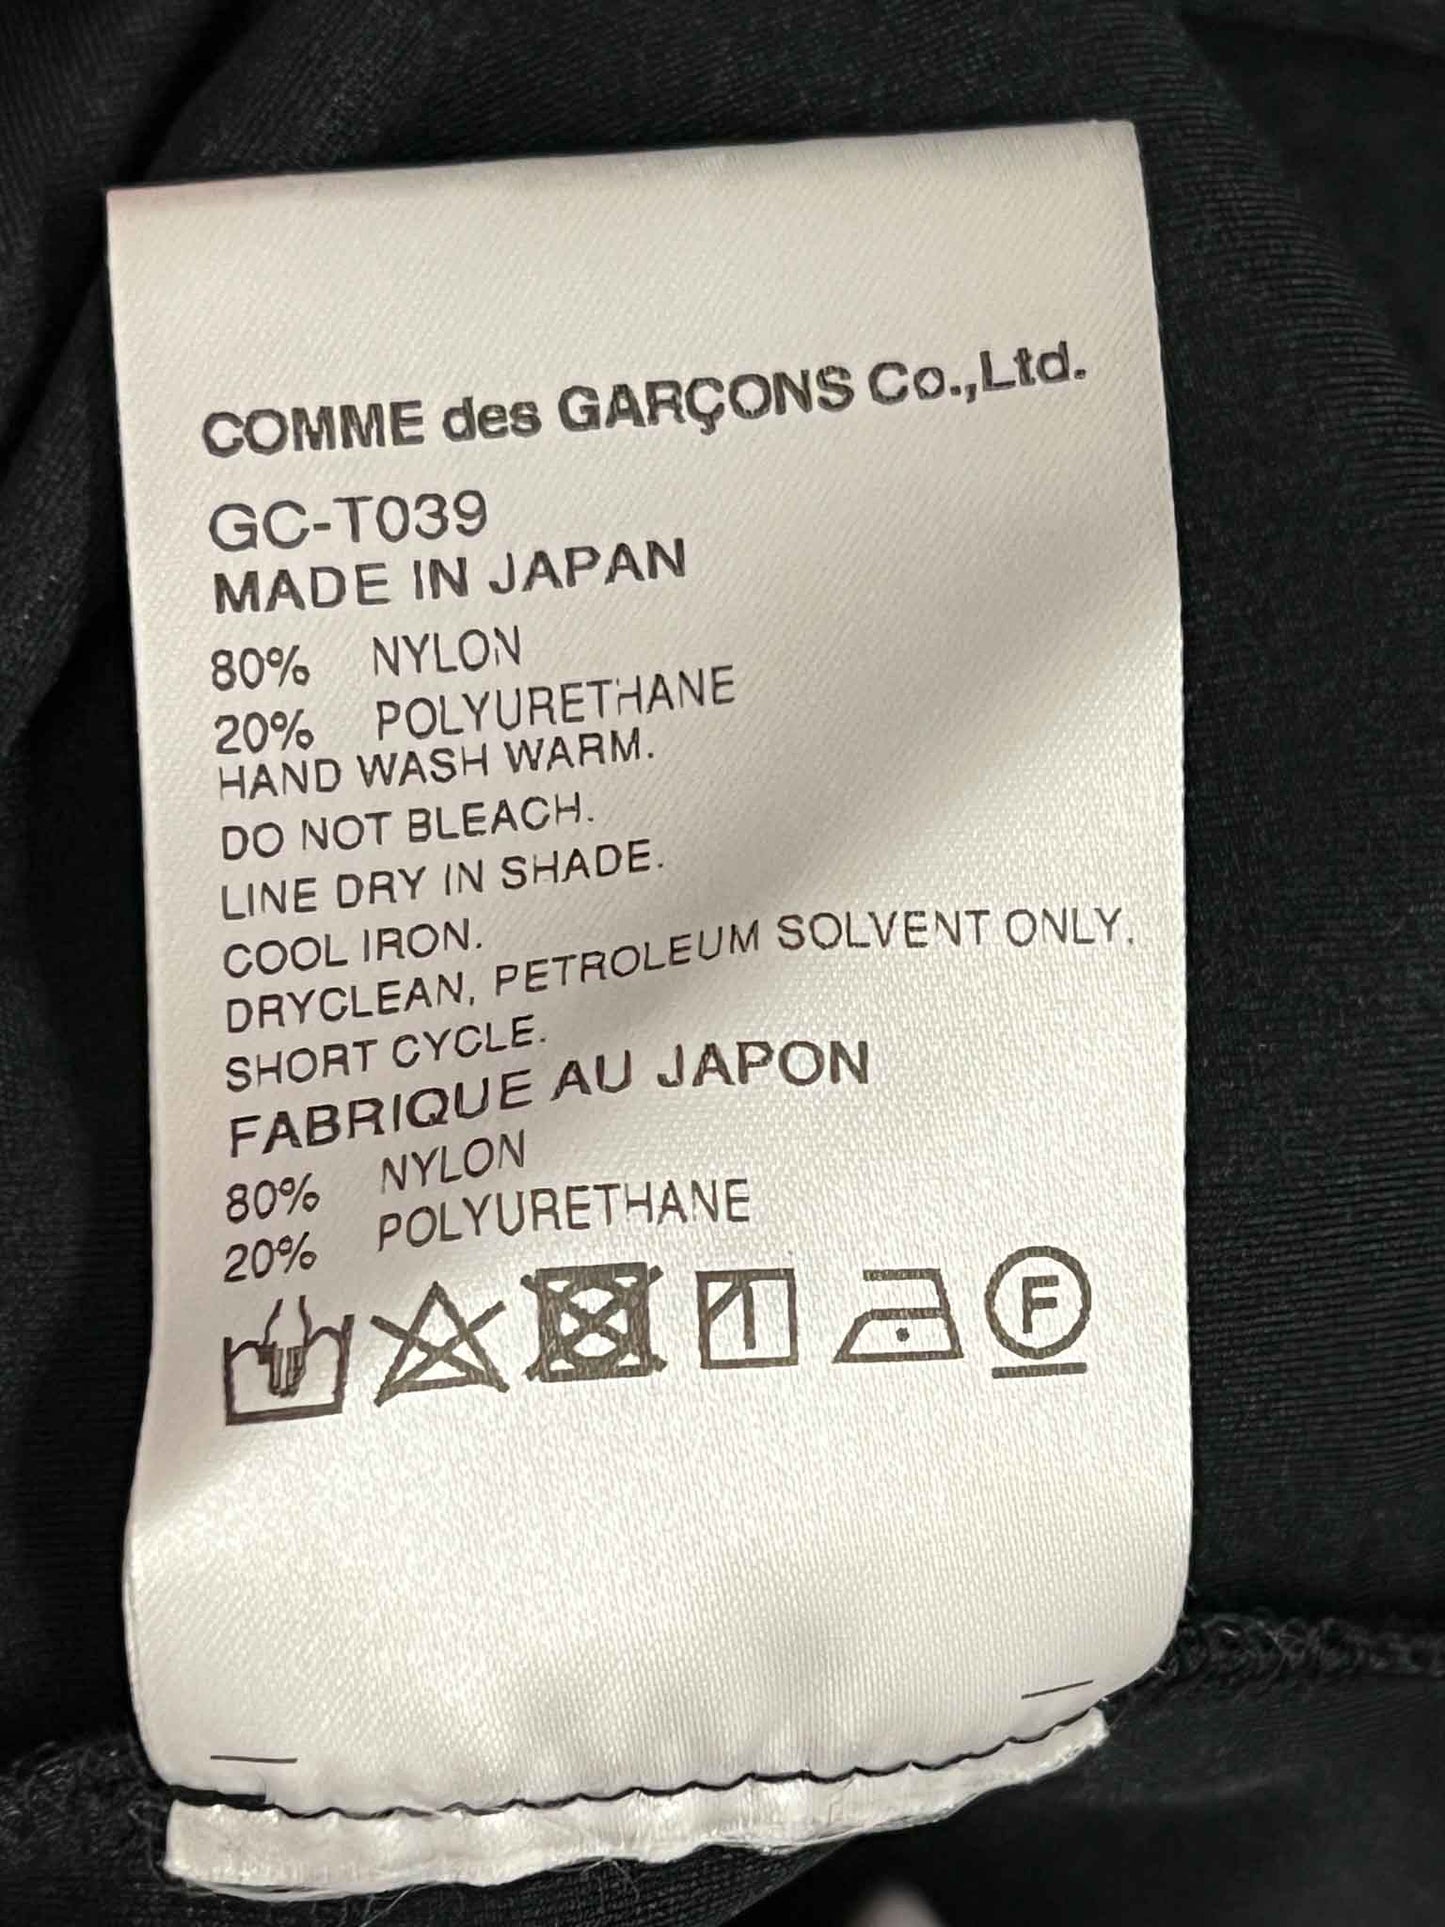 COMME des GARÇONS Co.,Ltd.
GC-T039
MADE IN JAPAN
80% NYLON
20% POLYURETHANE
HAND WASH WARM.
DO NOT BLEACH.
LINE DRY IN SHADE.
COOL IRON.
DRYCLEAN, PETROLEUM SOLVENT ONLY,
SHORT CYCLE.
FABRIQUE AU JAPON
80% NYLON
20% POLYURETHANE
F